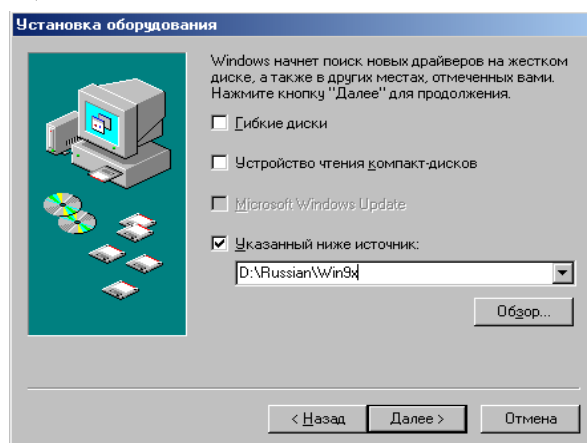 Установка оборудования
Windows начнет поиск новых драйверов на жестком
диске, а также в других местах, отмеченных вами.
Нажмите кнопку "Далее" для продолжения.
Гибкие диски
Устройство чтения компакт-дисков
Microsoft Windows Update
Указанный ниже источник:
D:\Russian\Win9x
Обзор...
< Назад
Далее >
Отмена